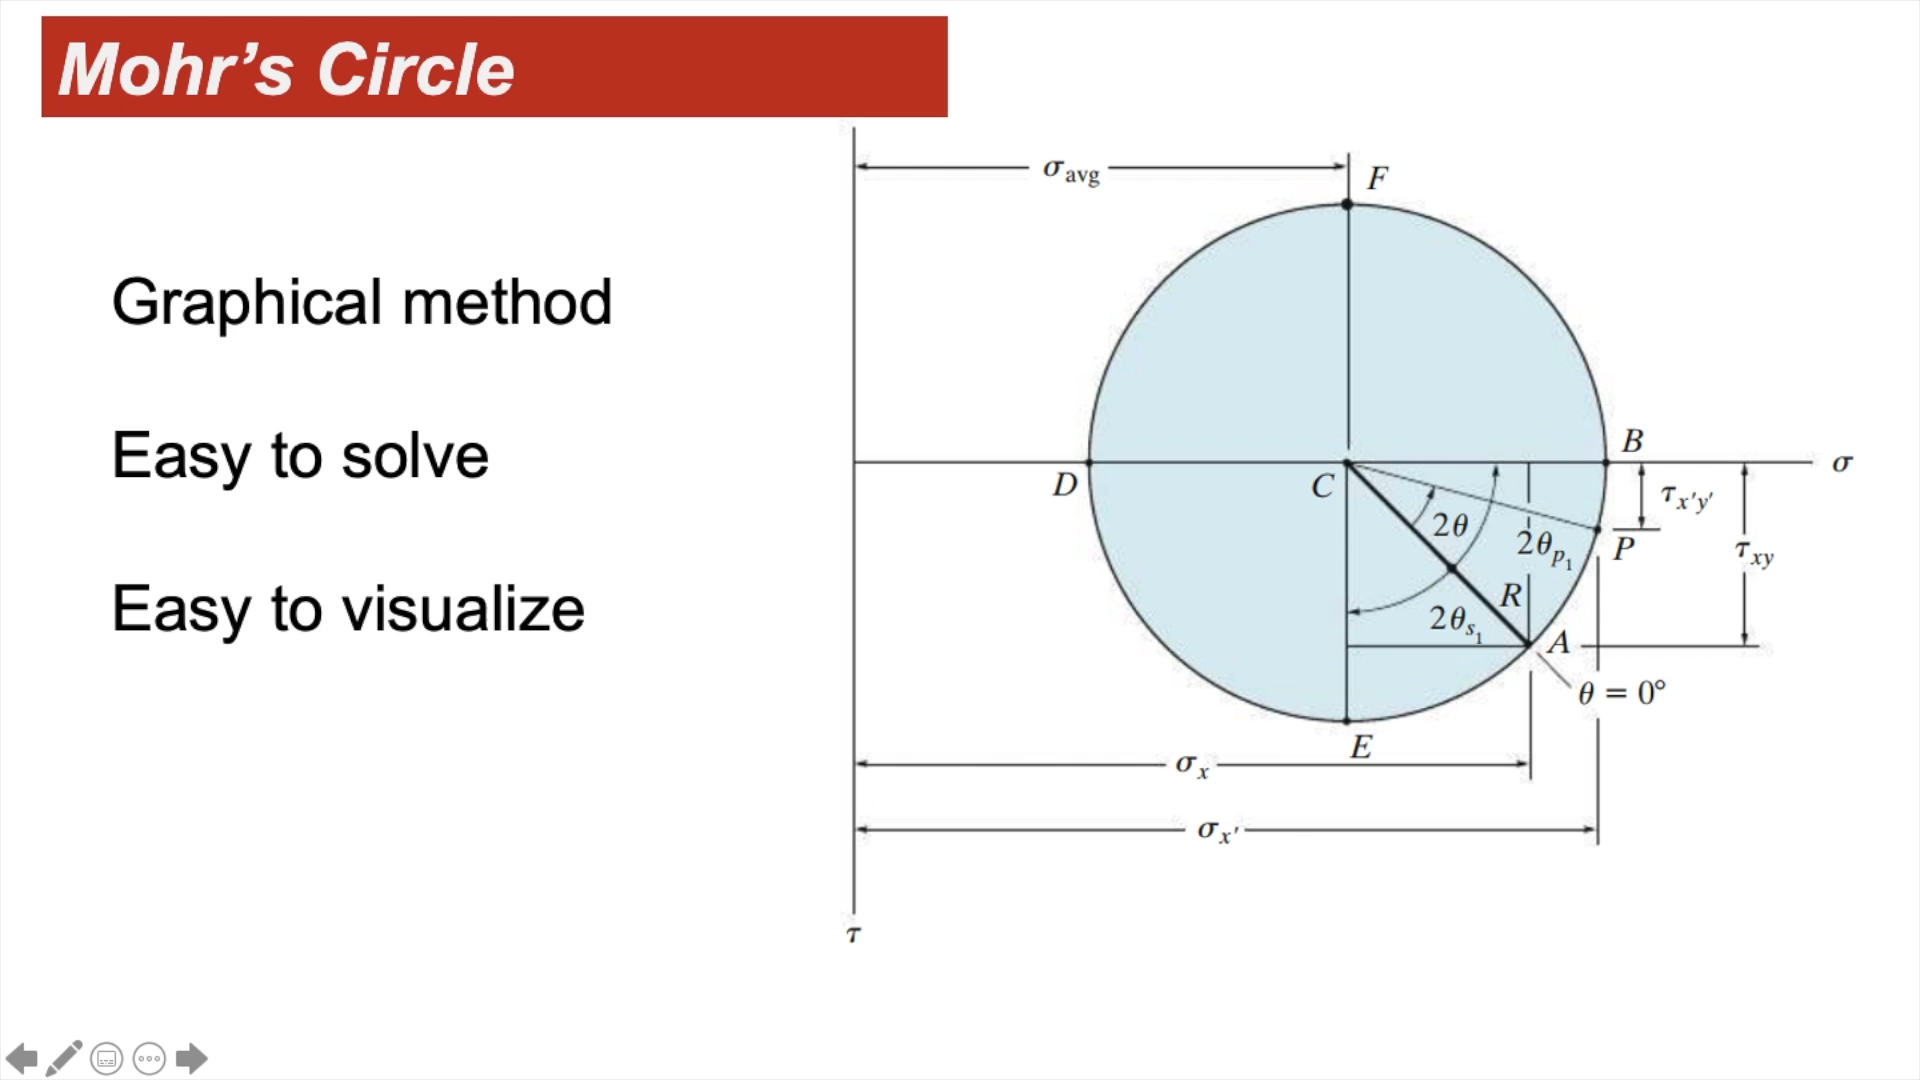 Mohr’s Circle
Graphical method
Easy to solve
Easy to visualize
σavg
F
B
σ
D
C
τx′y′
2θ
2θp1
P
τxy
R
2θs1
A
θ = 0°
E
σx
σx′
τ